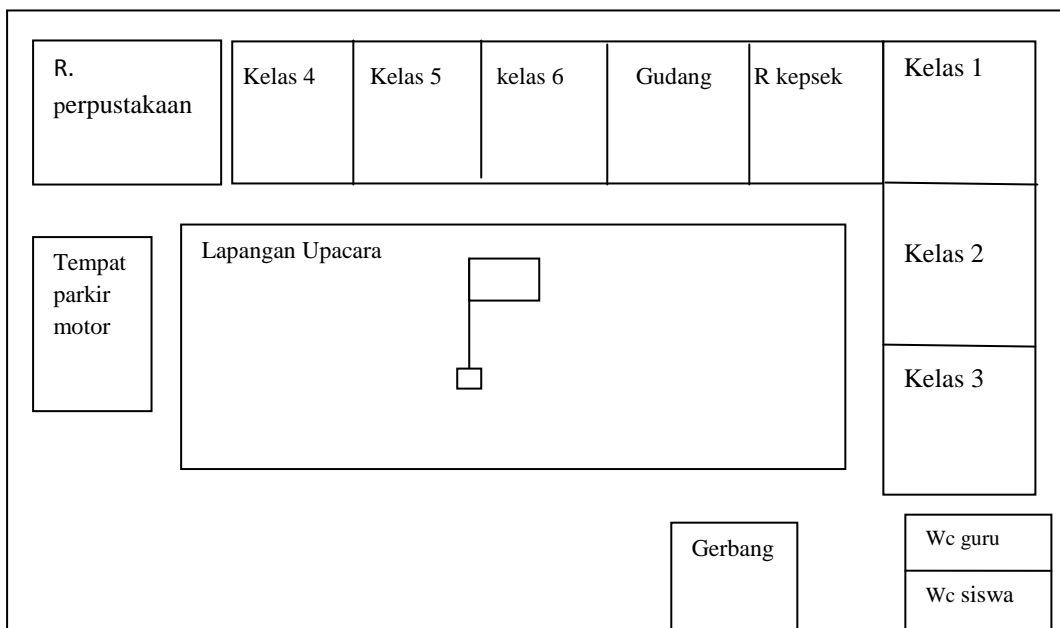 R.
perpustakaan
Kelas 4
Kelas 5
kelas 6
Gudang
R kepsek
Kelas 1
Tempat
parkir
motor
Lapangan Upacara
Kelas 2
Kelas 3
Gerbang
Wc guru
Wc siswa